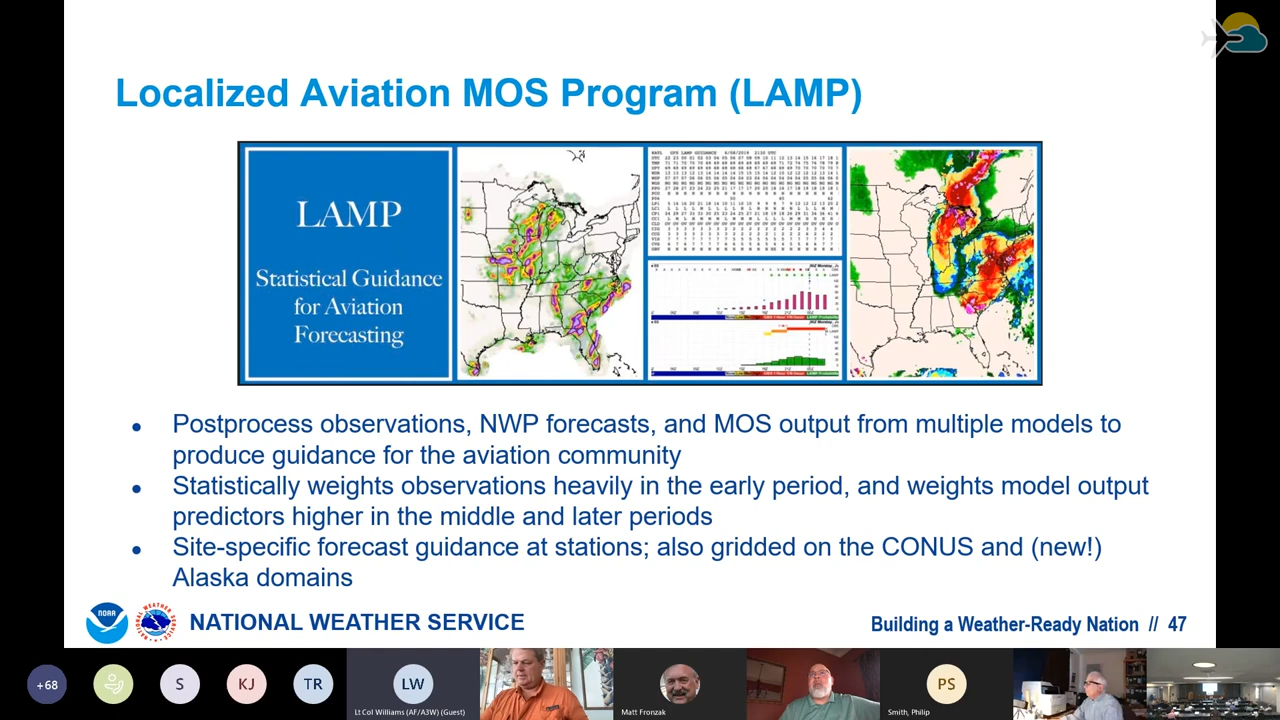 Localized Aviation MOS Program (LAMP)
LAMP
Statistical Guidance
for Aviation
Forecasting
Postprocess observations, NWP forecasts, and MOS output from multiple models to
produce guidance for the aviation community
Statistically weights observations heavily in the early period, and weights model output
predictors higher in the middle and later periods
Site-specific forecast guidance at stations; also gridded on the CONUS and (new!)
Alaska domains
NOAA
NATIONAL WEATHER SERVICE
Building a Weather-Ready Nation // 47
+68
S
KJ
TR
LW
PS
Lt Col Williams (AF/A3W) (Guest)
Matt Fronzak
Smith, Philip